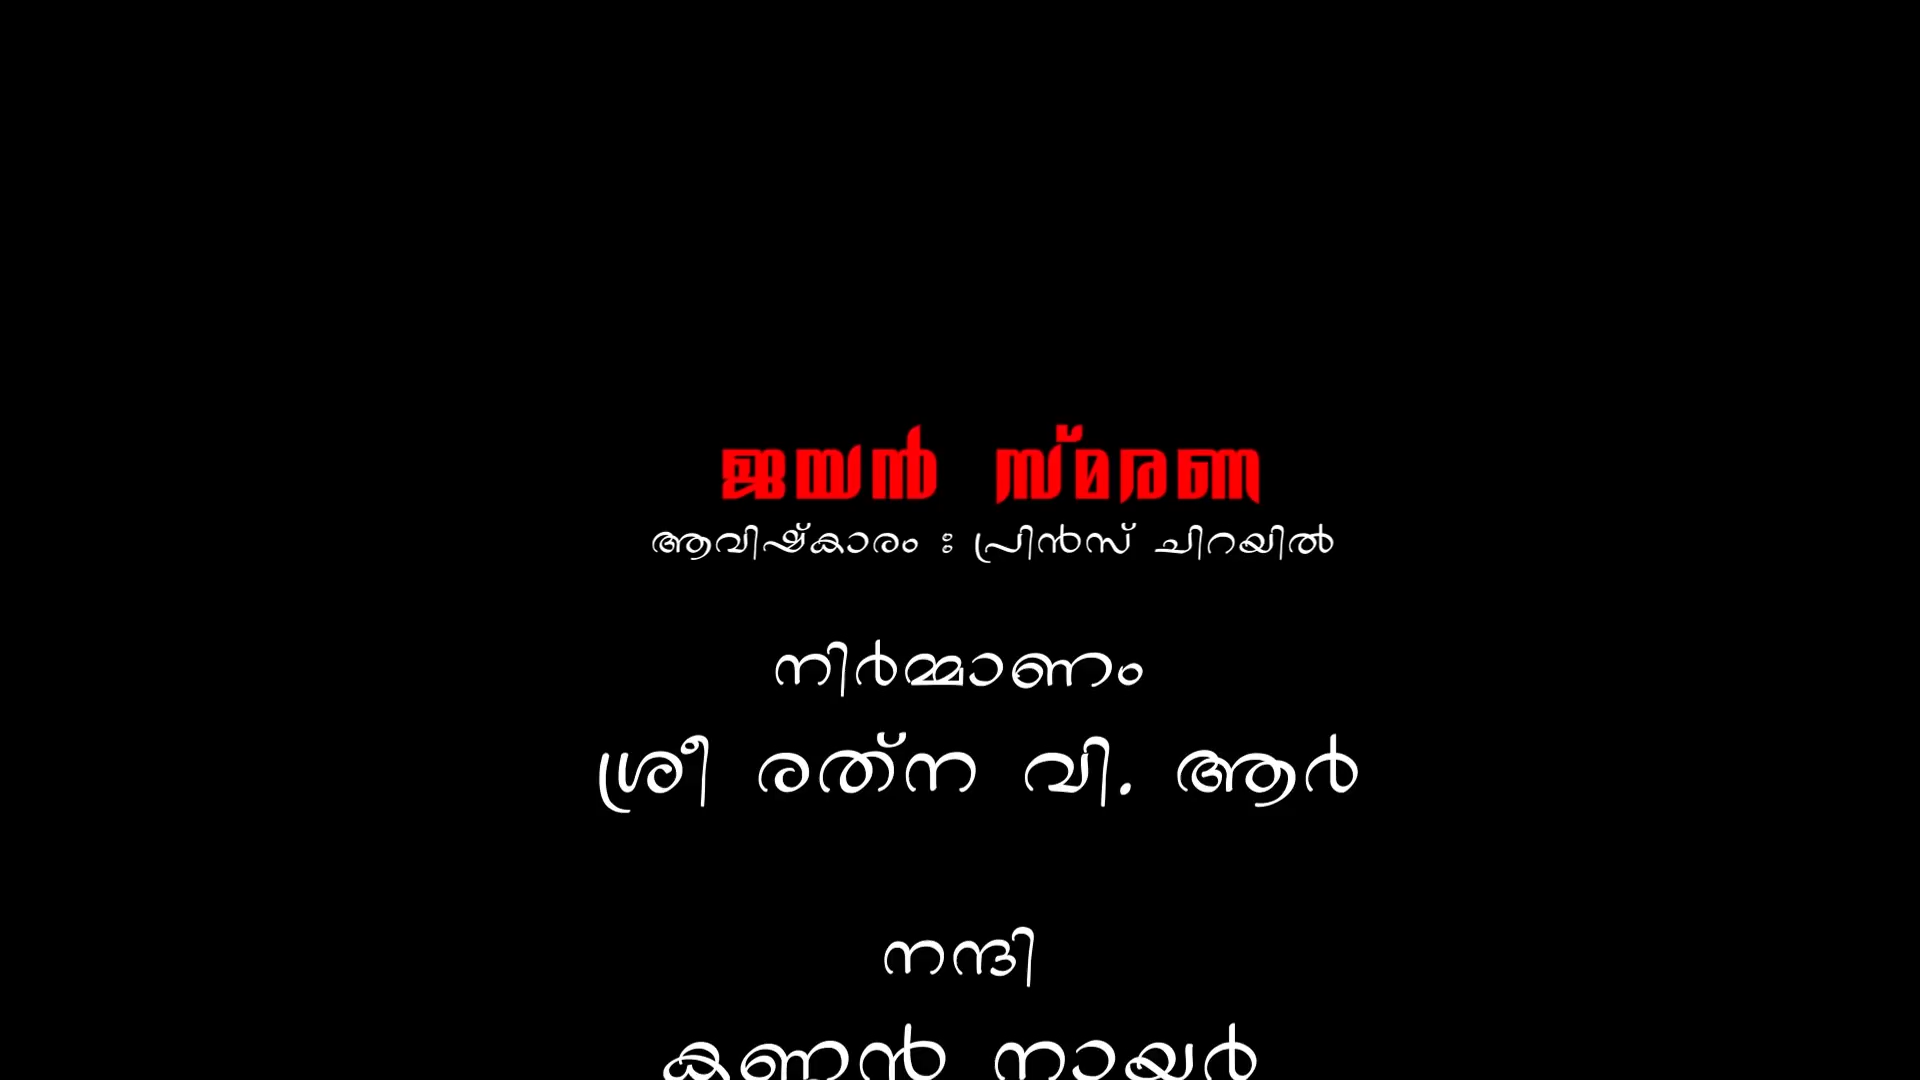 ജയൻ സ്മരണ
ആവിഷ്കാരം : പ്രിൻസ് ചിറയിൽ
നിർമ്മാണം
ശ്രീ രത്‌ന വി. ആർ
നന്ദി
കണ്ണൻ നായർ